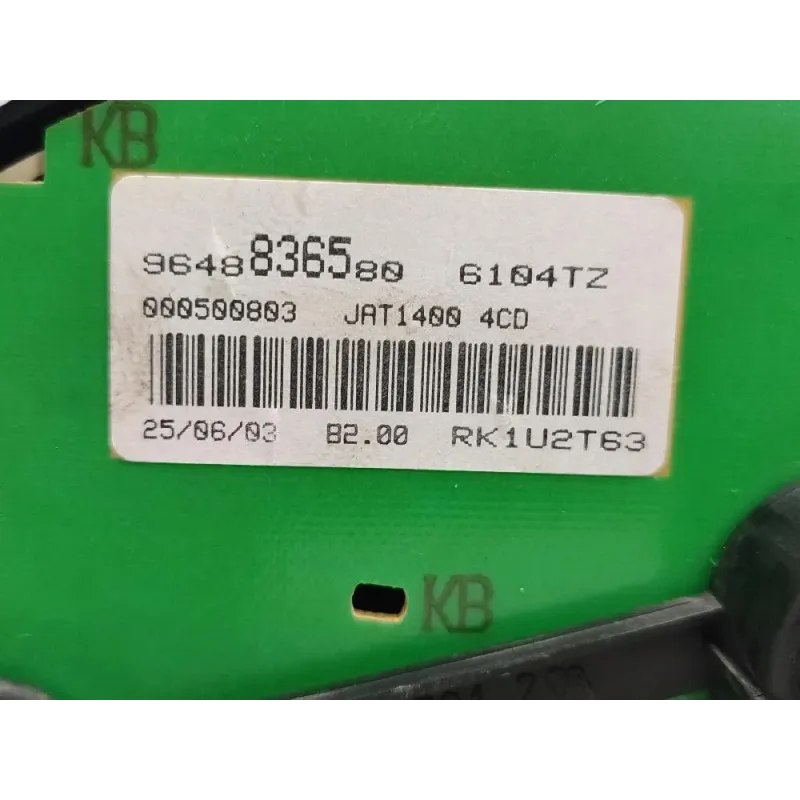 KB
9648836580 6104TZ
000500803 JAT1400 4CD
25/06/03 B2.00 RK1U2T63
KB